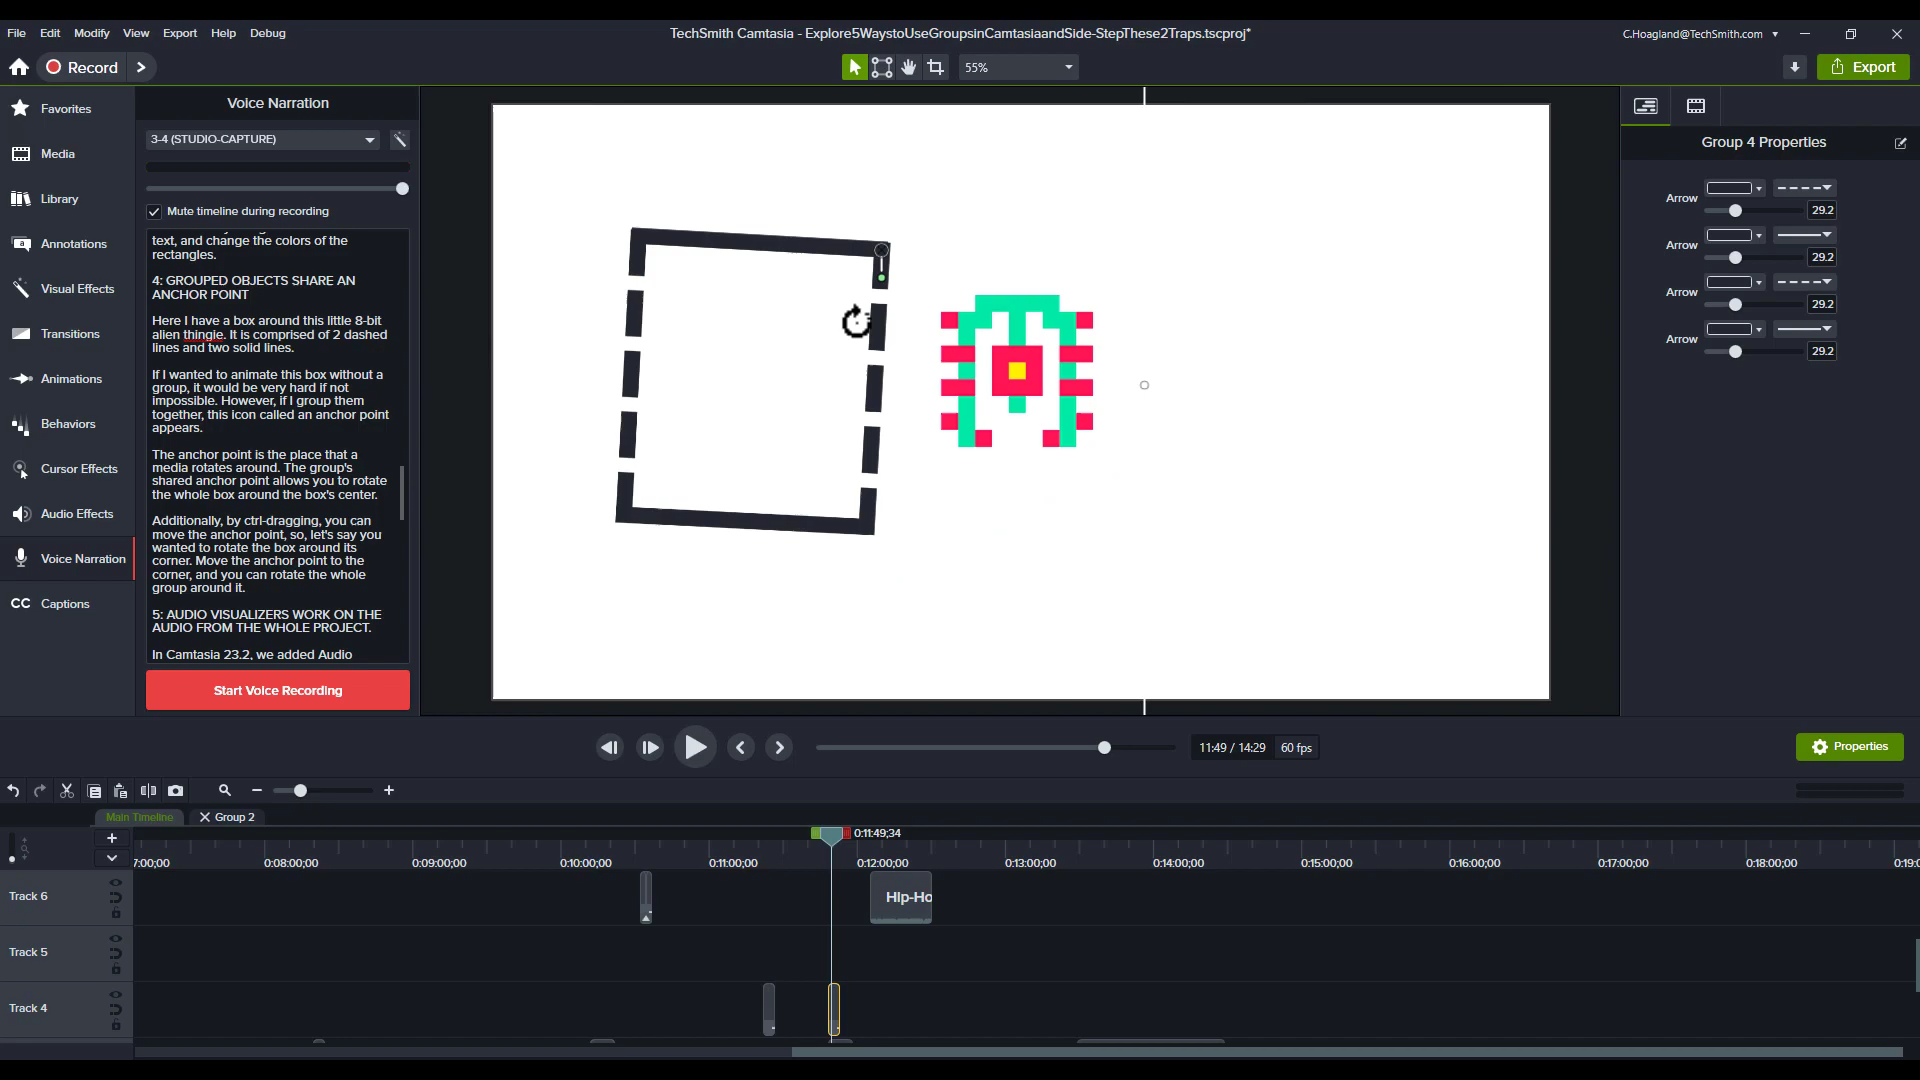 File Edit Modify View Export Help Debug
TechSmith Camtasia - Explore5WaystoUseGroupsinCamtasiaandSide-StepThese2Traps.tscproj*
C.Hoagland@TechSmith.com
Record
55%
Export
Favorites
Media
Library
Annotations
Visual Effects
Transitions
Animations
Behaviors
Cursor Effects
Audio Effects
Voice Narration
CC Captions
Voice Narration
3-4 (STUDIO-CAPTURE)
Mute timeline during recording
text, and change the colors of the
rectangles.
4: GROUPED OBJECTS SHARE AN
ANCHOR POINT
Here I have a box around this little 8-bit
alien thingie. It is comprised of 2 dashed
lines and two solid lines.
If I wanted to animate this box without a
group, it would be very hard if not
impossible. However, if I group them
together, this icon called an anchor point
appears.
The anchor point is the place that a
media rotates around. The group's
shared anchor point allows you to rotate
the whole box around the box's center.
Additionally, by ctrl-dragging, you can
move the anchor point, so, let's say you
wanted to rotate the box around its
corner. Move the anchor point to the
corner, and you can rotate the whole
group around it.
5: AUDIO VISUALIZERS WORK ON THE
AUDIO FROM THE WHOLE PROJECT.
In Camtasia 23.2, we added Audio
Start Voice Recording
Group 4 Properties
Arrow 29.2
Arrow 29.2
Arrow 29.2
Arrow 29.2
11:49 / 14:29 60 fps
Properties
Main Timeline Group 2
0:11:49;34
7:00;00 0:08:00;00 0:09:00;00 0:10:00;00 0:11:00;00 0:12:00;00 0:13:00;00 0:14:00;00 0:15:00;00 0:16:00;00 0:17:00;00 0:18:00;00 0:19:0
Track 6
HIp-Ho
Track 5
Track 4